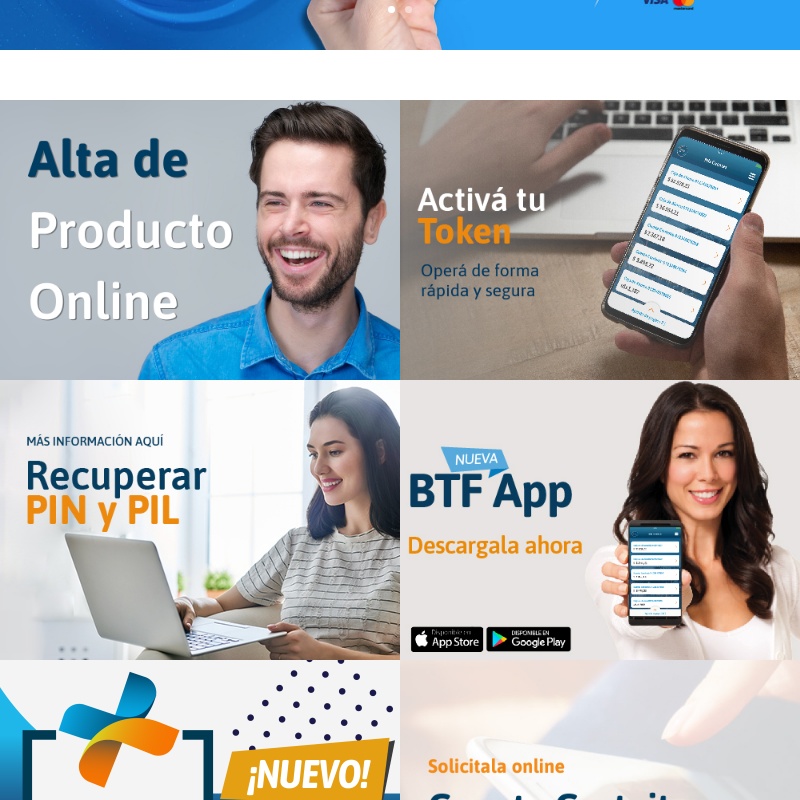 VISA
Alta de
Producto
Online
Activá tu
Token
Operá de forma
rápida y segura
MÁS INFORMACIÓN AQUÍ
Recuperar
PIN y PIL
NUEVA
BTF App
Descargala ahora
Disponible en
App Store
DISPONIBLE EN
Google Play
¡NUEVO!
Solicitala online